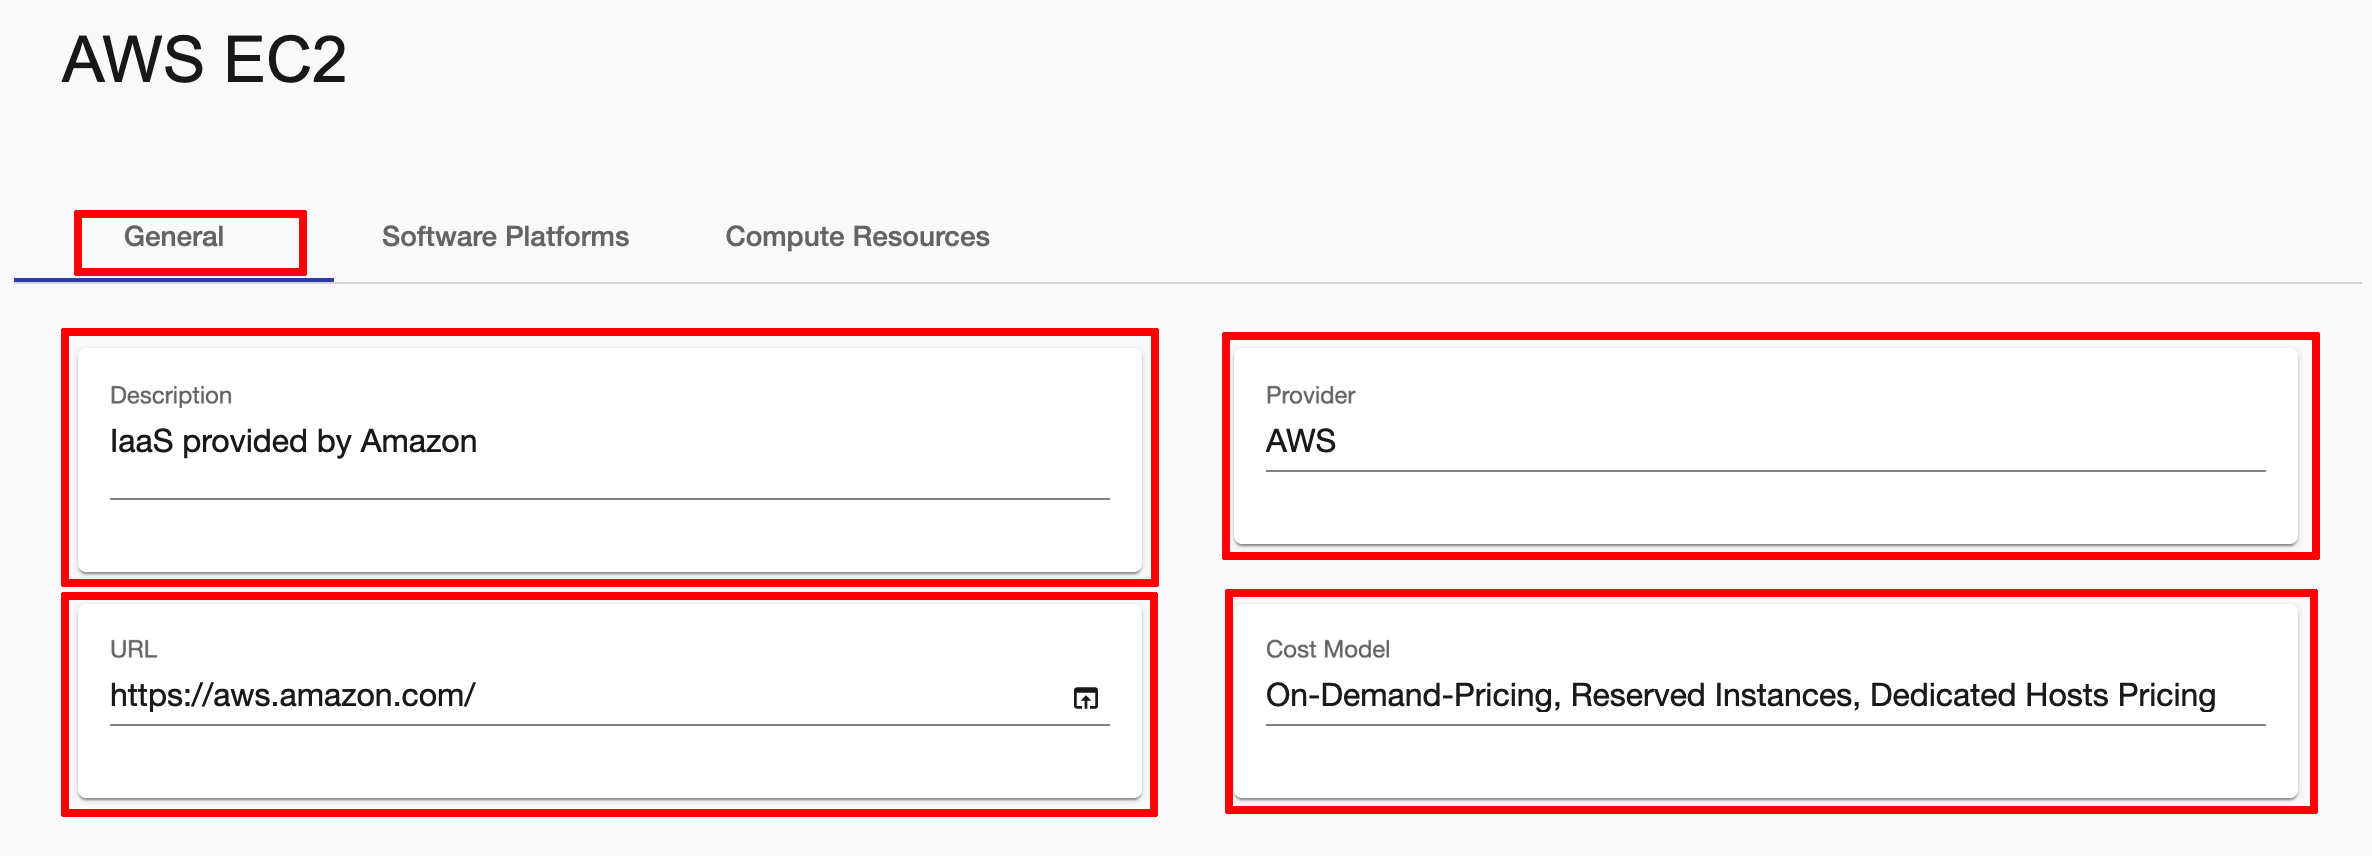 AWS EC2
General
Software Platforms
Compute Resources
Description
IaaS provided by Amazon
Provider
AWS
URL
https://aws.amazon.com/
Cost Model
On-Demand-Pricing, Reserved Instances, Dedicated Hosts Pricing